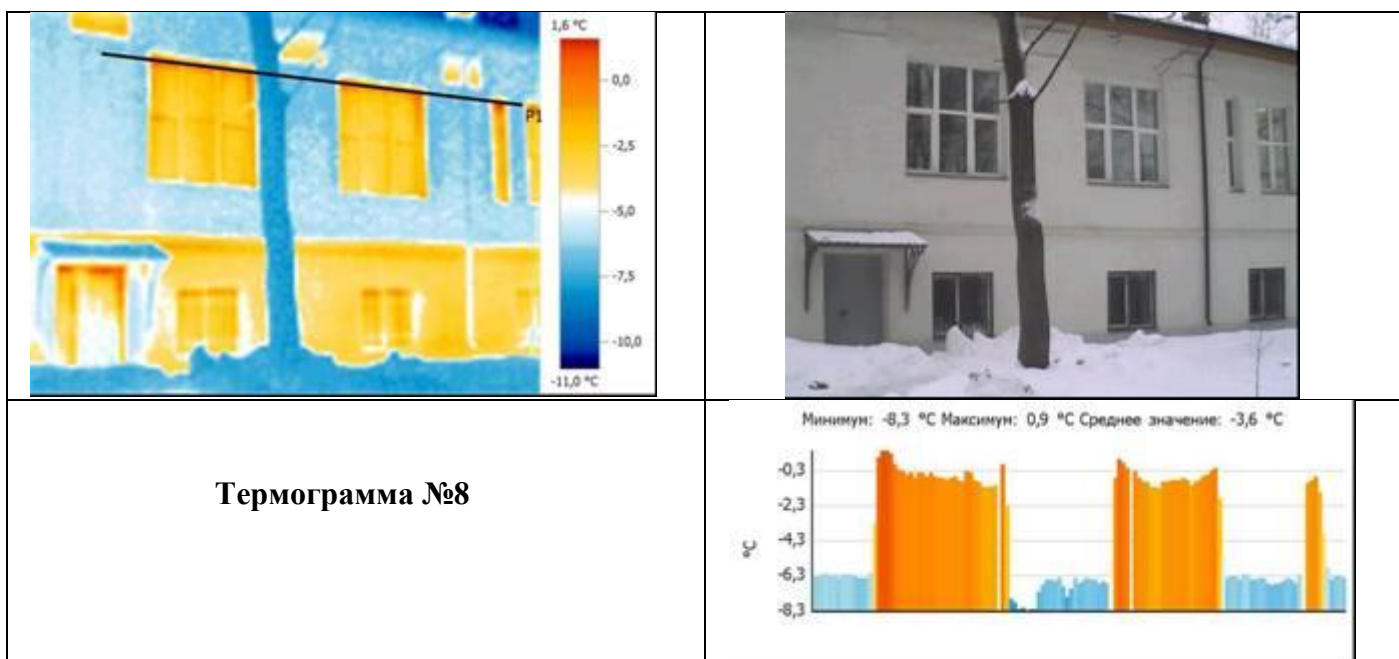 1,6 °C
0,0
-2,5
-5,0
-7,5
-10,0
-11,0 °C
P1
Термограмма №8
Минимум: -8,3 °C Максимум: 0,9 °C Среднее значение: -3,6 °C
-0,3
-2,3
-4,3
-6,3
-8,3
°C